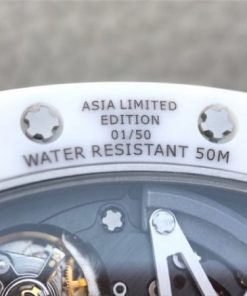 ASIA LIMITED
EDITION
01/50
WATER RESISTANT 50M